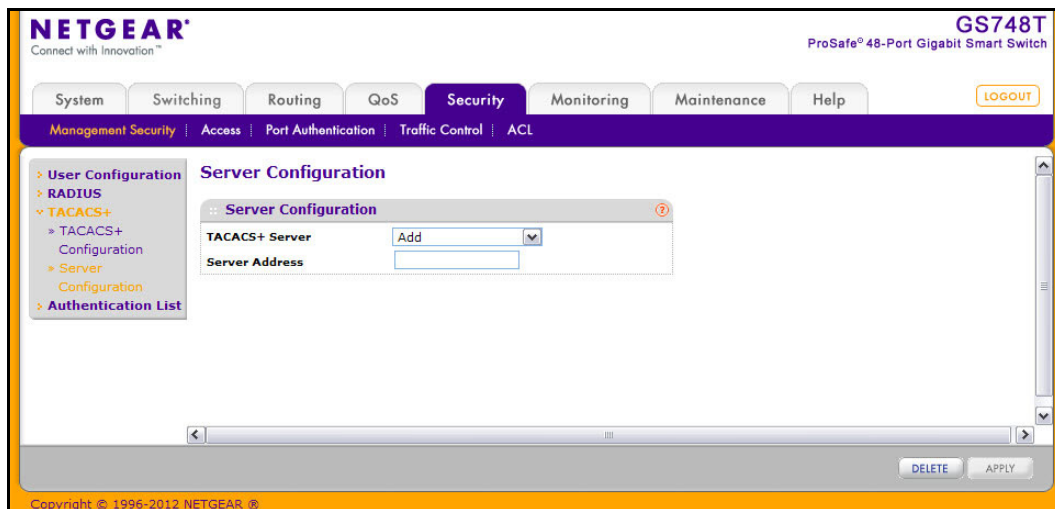 NETGEAR®
Connect with Innovation™
GS748T
ProSafe® 48-Port Gigabit Smart Switch
System Switching Routing QoS Security Monitoring Maintenance Help LOGOUT
Management Security | Access | Port Authentication | Traffic Control | ACL
User Configuration
RADIUS
TACACS+
» TACACS+
Configuration
» Server
Configuration
Authentication List
Server Configuration
:: Server Configuration ?
TACACS+ Server Add
Server Address
DELETE APPLY
Copyright © 1996-2012 NETGEAR ®